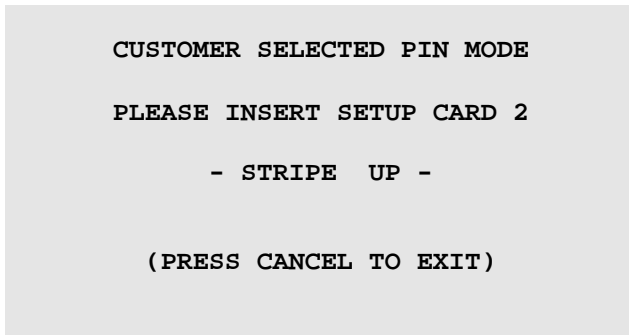 CUSTOMER SELECTED PIN MODE
PLEASE INSERT SETUP CARD 2
- STRIPE  UP -
(PRESS CANCEL TO EXIT)